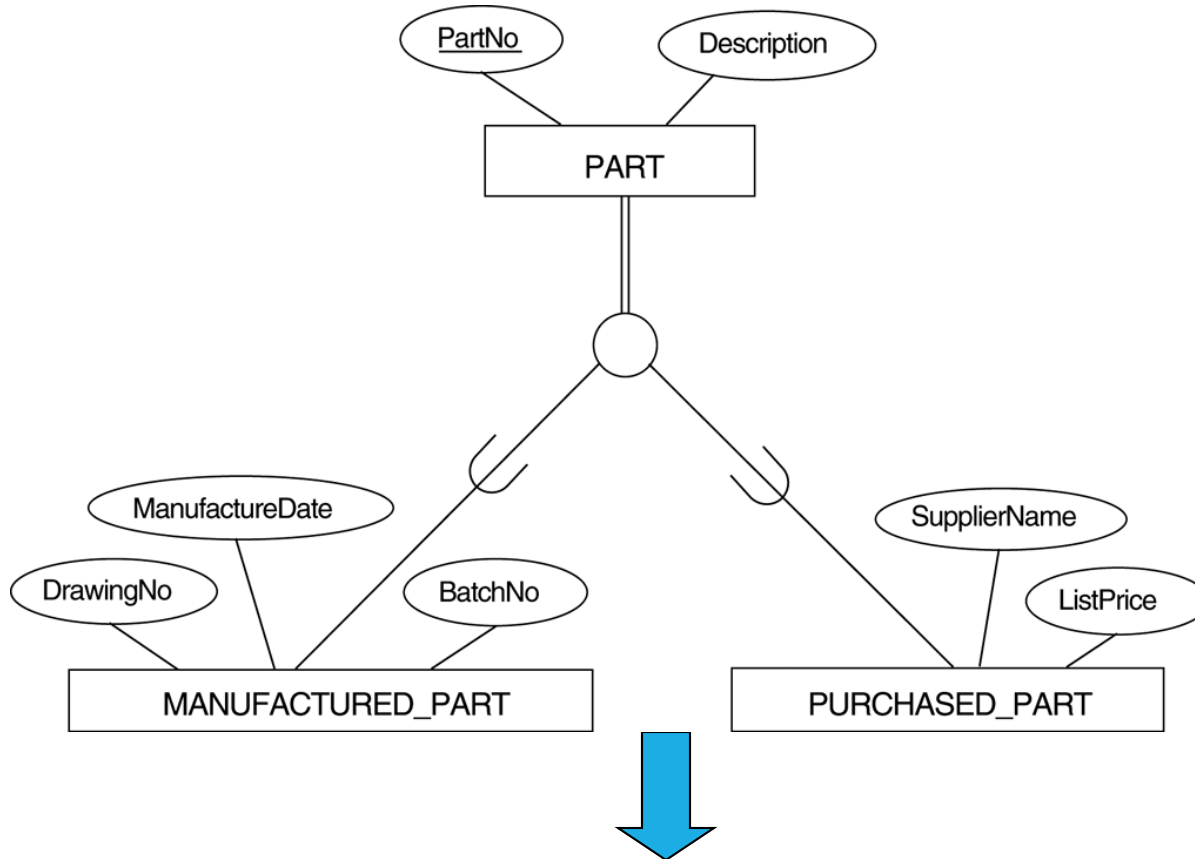 PartNo
Description
PART
ManufactureDate
SupplierName
DrawingNo
BatchNo
ListPrice
MANUFACTURED_PART
PURCHASED_PART